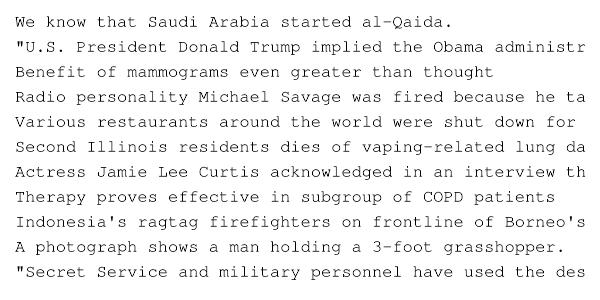 We know that Saudi Arabia started al-Qaida.
"U.S. President Donald Trump implied the Obama administr
Benefit of mammograms even greater than thought
Radio personality Michael Savage was fired because he ta
Various restaurants around the world were shut down for
Second Illinois residents dies of vaping-related lung da
Actress Jamie Lee Curtis acknowledged in an interview th
Therapy proves effective in subgroup of COPD patients
Indonesia's ragtag firefighters on frontline of Borneo's
A photograph shows a man holding a 3-foot grasshopper.
"Secret Service and military personnel have used the des